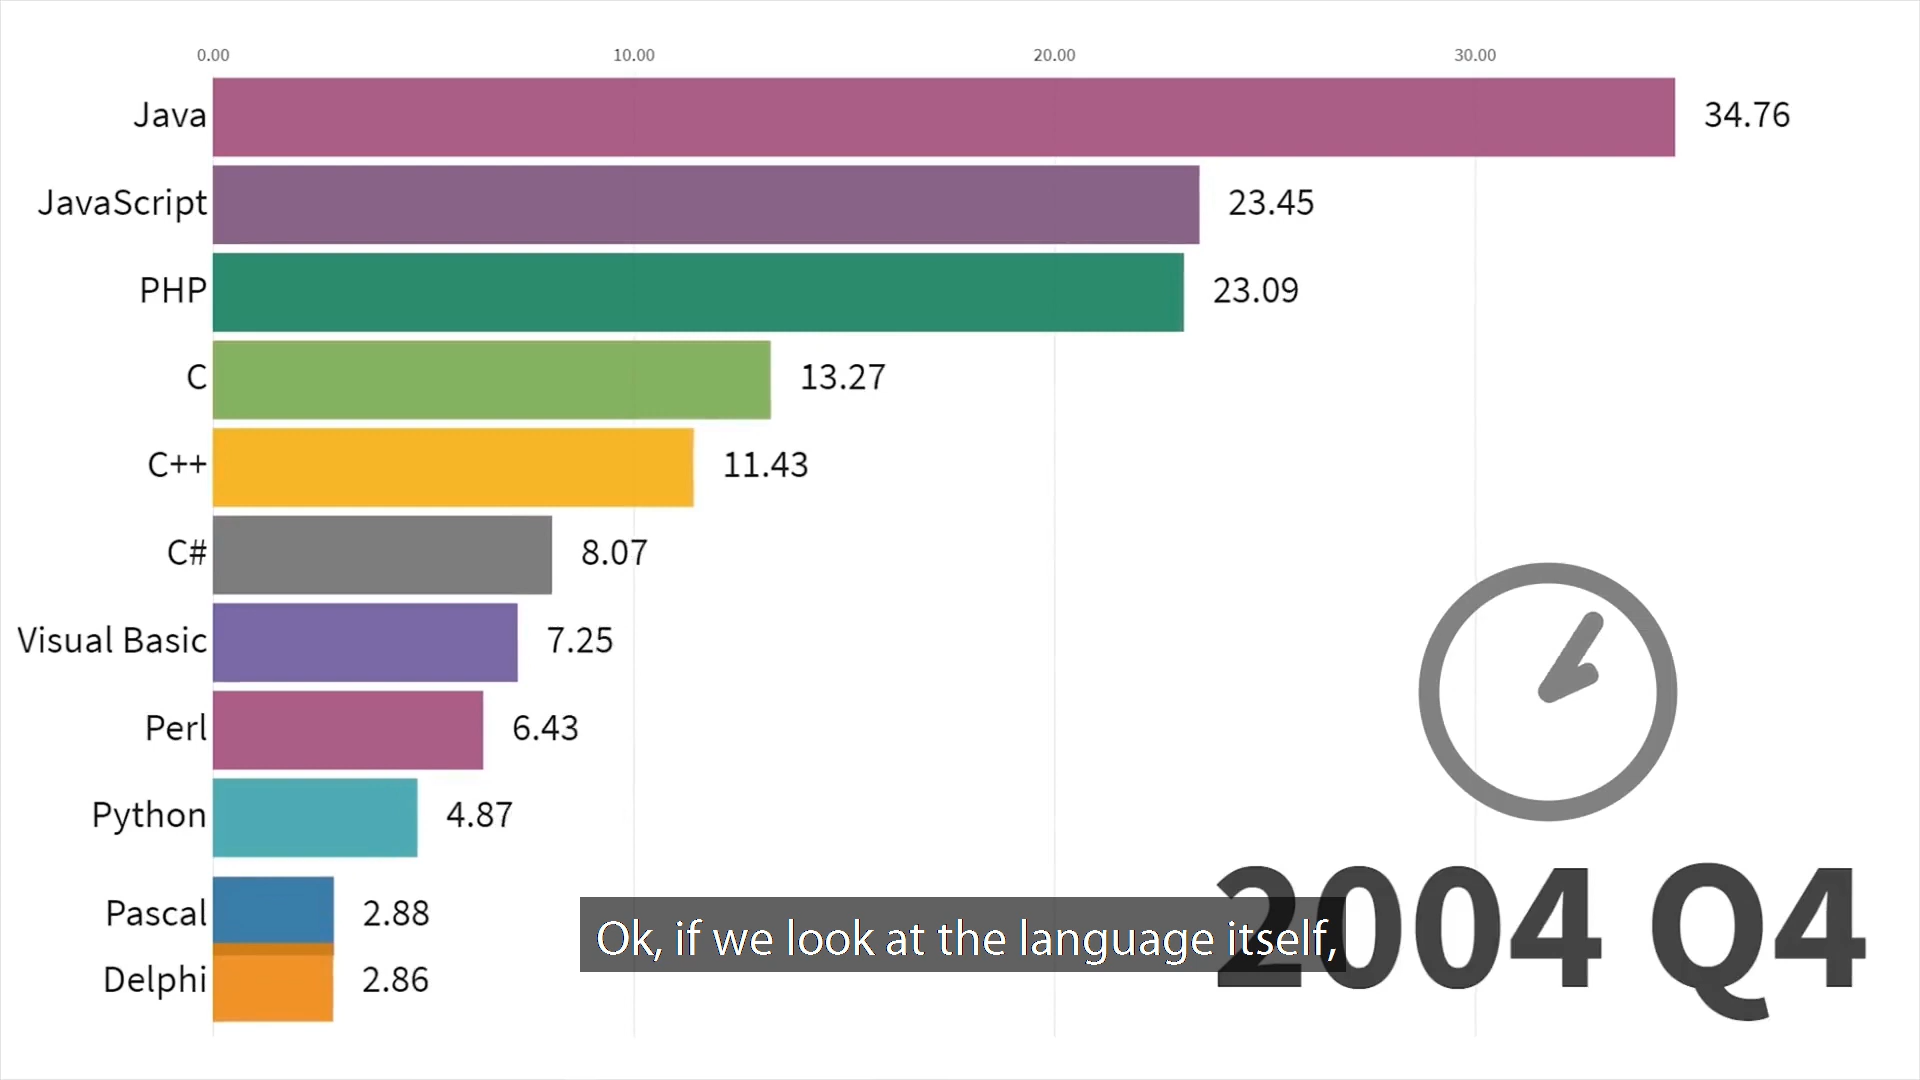 0.00 10.00 20.00 30.00
Java 34.76
JavaScript 23.45
PHP 23.09
C 13.27
C++ 11.43
C# 8.07
Visual Basic 7.25
Perl 6.43
Python 4.87
Pascal 2.88
Delphi 2.86
Ok, if we look at the language itself,
2004 Q4